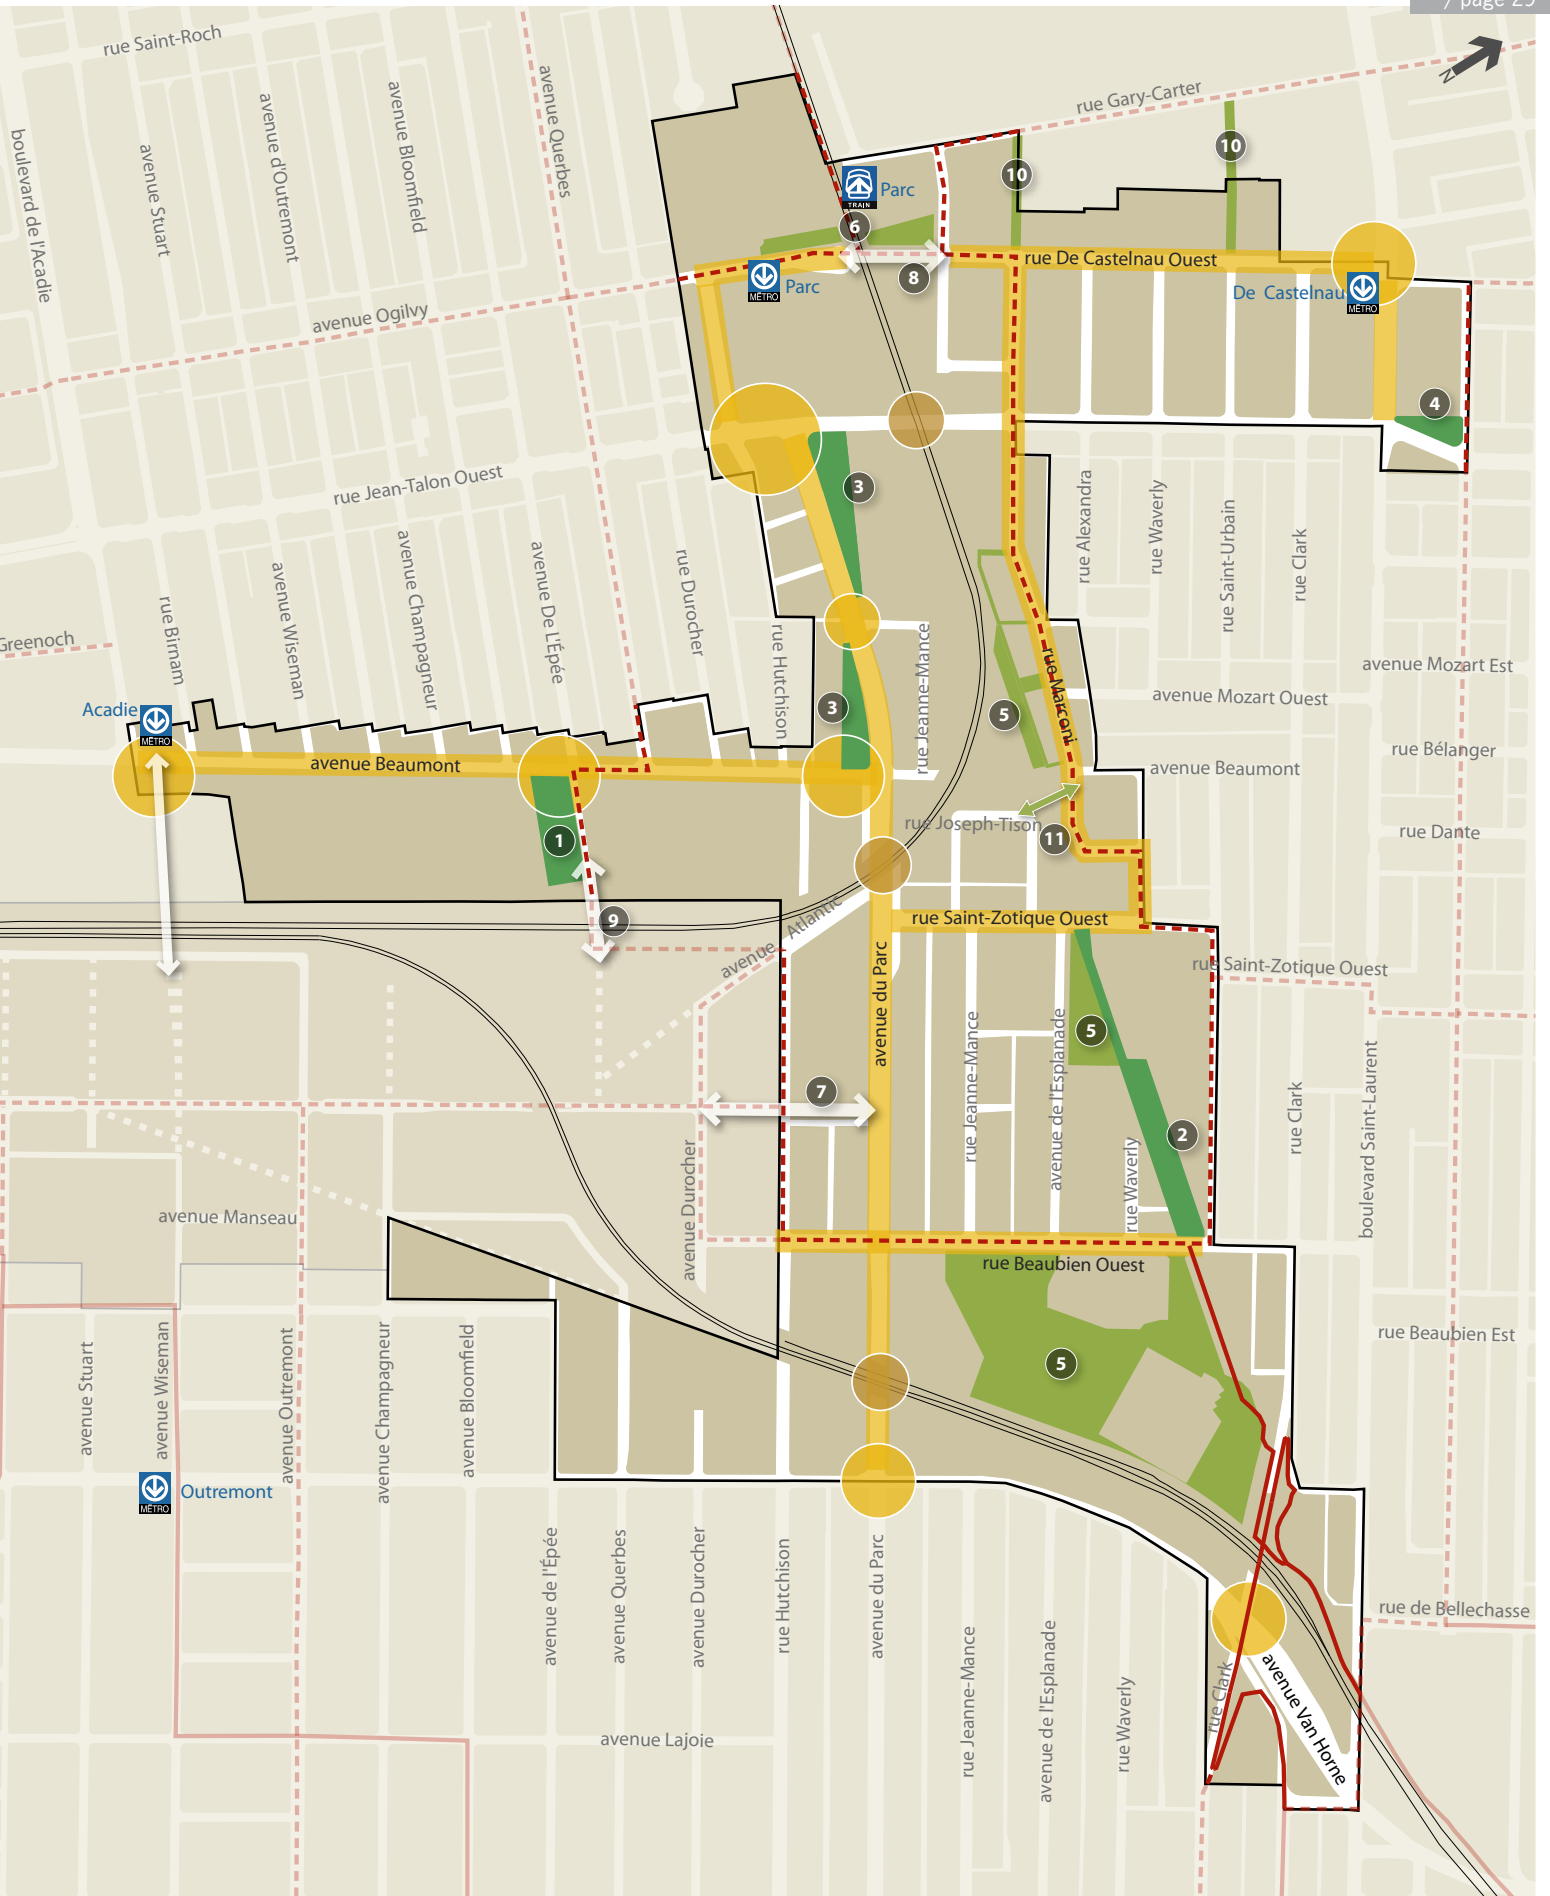 / page 29
N
rue Saint-Roch
rue Gary-Carter
boulevard de l'Acadie
avenue Stuart
avenue d'Outremont
avenue Bloomfield
avenue Querbes
10
10
TRAIN
Parc
6
8
rue De Castelnau Ouest
MÉTRO
Parc
De Castelnau
MÉTRO
avenue Ogilvy
4
rue Jean-Talon Ouest
3
rue Alexandra
rue Waverly
rue Saint-Urbain
rue Clark
Greenoch
rue Birnam
avenue Wiseman
avenue Champagneur
avenue De L'Épée
rue Durocher
rue Hutchison
rue Jeanne-Mance
rue Marconi
avenue Mozart Est
avenue Mozart Ouest
Acadie
MÉTRO
3
5
rue Bélanger
avenue Beaumont
avenue Beaumont
rue Joseph-Tison
11
rue Dante
1
9
avenue Atlantic
rue Saint-Zotique Ouest
rue Saint-Zotique Ouest
avenue du Parc
5
7
2
rue Jeanne-Mance
avenue de l'Esplanade
rue Waverly
rue Clark
boulevard Saint-Laurent
avenue Durocher
avenue Manseau
rue Beaubien Ouest
rue Beaubien Est
5
avenue Stuart
avenue Wiseman
avenue Outremont
avenue Champagneur
avenue Bloomfield
MÉTRO
Outremont
avenue de l'Épée
avenue Querbes
avenue Durocher
rue Hutchison
avenue du Parc
rue Jeanne-Mance
avenue de l'Esplanade
rue Waverly
rue Clark
avenue Van Horne
rue de Bellechasse
avenue Lajoie